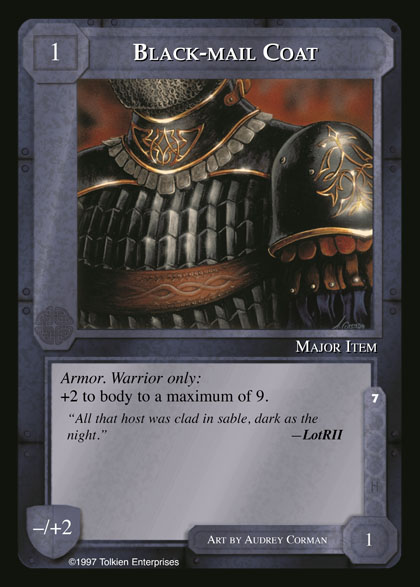 1
BLACK-MAIL COAT
MAJOR ITEM
Armor. Warrior only:
+2 to body to a maximum of 9.
"All that host was clad in sable, dark as the
night." –LotRII
7
–/+2
ART BY AUDREY CORMAN
1
©1997 Tolkien Enterprises